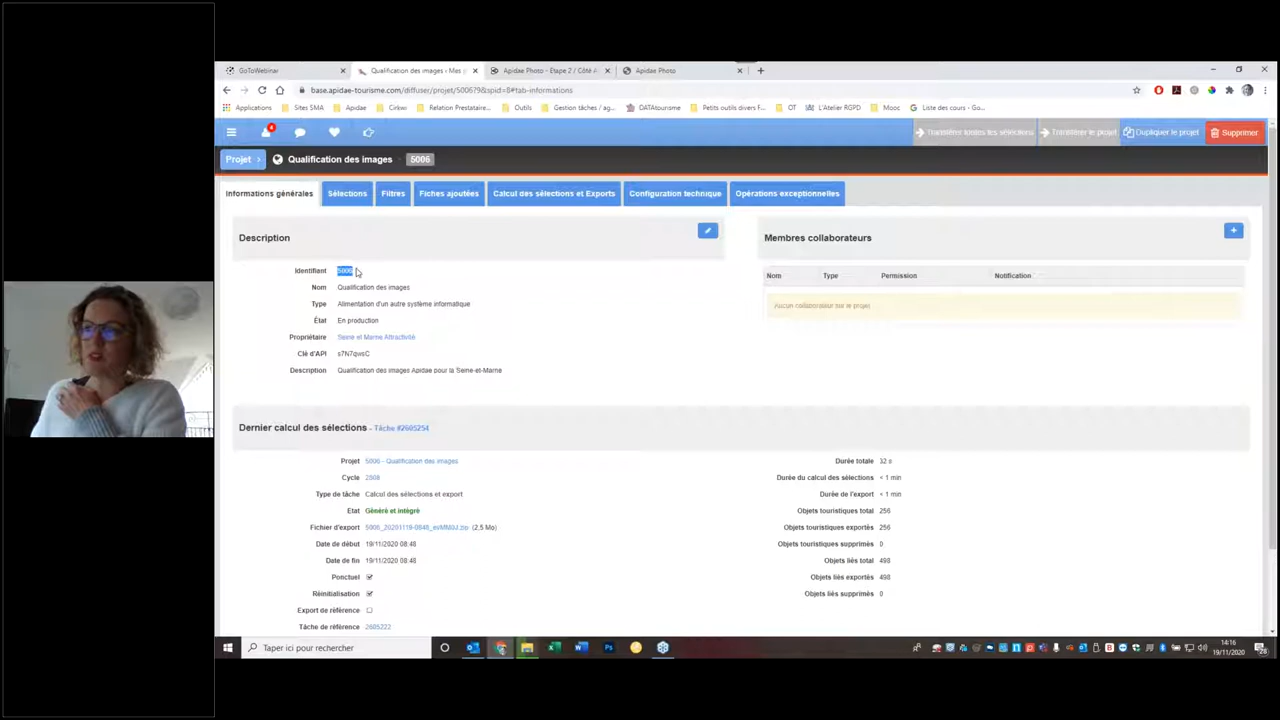 GoToWebinar
Qualification des images ‹ Mes p
Apidae Photo - Etape 2 / Côté A
Apidae Photo
base.apidae-tourisme.com/diffuser/projet/5006?9&spid=8#tab-informations
Applications
Sites SMA
Apidae
Cirkwi
Relation Prestataire...
Outils
Gestion tâches / ag...
DATAtourisme
Petits outils divers F...
OT
L'Atelier RGPD
Mooc
Liste des cours - Go...
4
Transférer toutes les sélections
Transférer le projet
Dupliquer le projet
Supprimer
Projet
Qualification des images
5006
Informations générales
Sélections
Filtres
Fiches ajoutées
Calcul des sélections et Exports
Configuration technique
Opérations exceptionnelles
Description
Membres collaborateurs
Identifiant 5006
Nom Type Permission Notification
Nom Qualification des images
Type Alimentation d'un autre système informatique
Aucun collaborateur sur le projet
État En production
Propriétaire Seine et Marne Attractivité
Clé d'API s7N7qwsC
Description Qualification des images Apidae pour la Seine-et-Marne
Dernier calcul des sélections - Tâche #2605254
Projet 5006 - Qualification des images
Durée totale 32 s
Cycle 2008
Durée du calcul des sélections < 1 min
Type de tâche Calcul des sélections et export
Durée de l'export < 1 min
Etat Généré et intégré
Objets touristiques total 256
Fichier d'export (2,5 Mo)
Objets touristiques exportés 256
Date de début 19/11/2020 08:48
Objets touristiques supprimés 0
Date de fin 19/11/2020 08:48
Objets liés total 498
Ponctuel
Objets liés exportés 498
Réinitialisation
Objets liés supprimés 0
Export de référence
Tâche de référence 2605222
Taper ici pour rechercher
14:16
19/11/2020